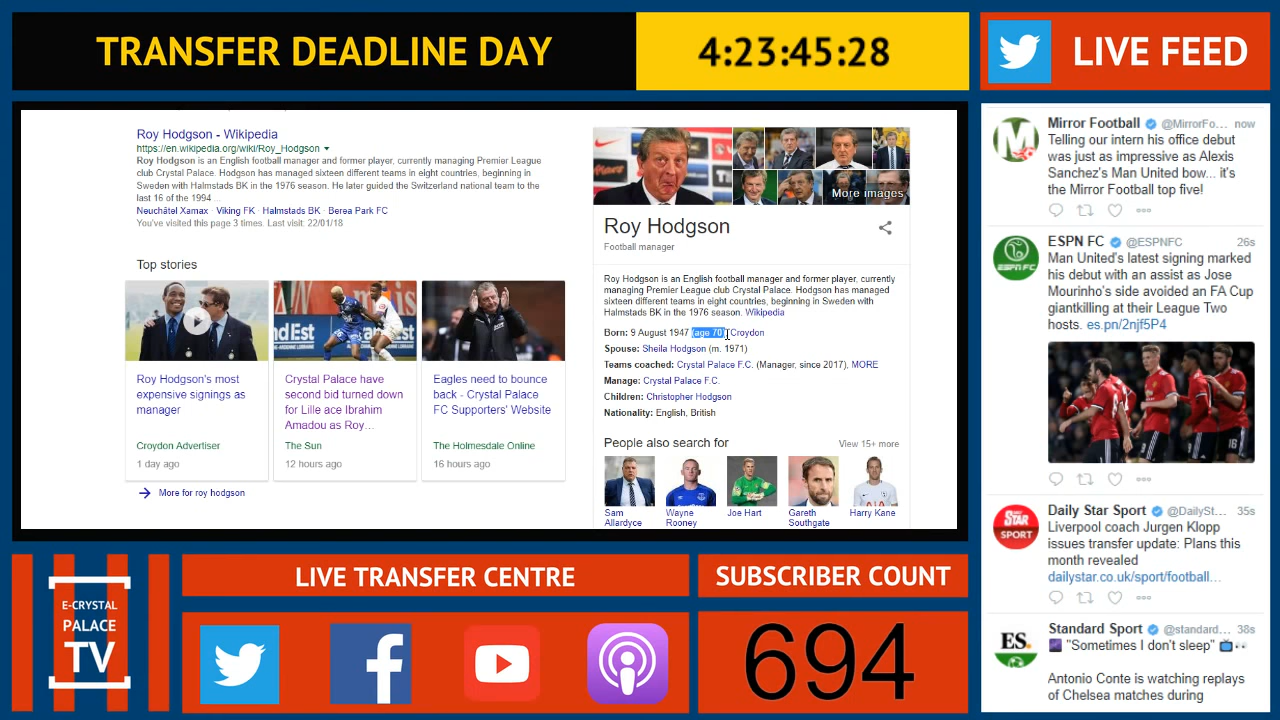 TRANSFER DEADLINE DAY
4:23:45:28
LIVE FEED
Roy Hodgson - Wikipedia
https://en.wikipedia.org/wiki/Roy_Hodgson
Roy Hodgson is an English football manager and former player, currently managing Premier League
club Crystal Palace. Hodgson has managed sixteen different teams in eight countries, beginning in
Sweden with Halmstads BK in the 1976 season. He later guided the Switzerland national team to the
last 16 of the 1994 ...
Neuchâtel Xamax · Viking FK · Halmstads BK · Berea Park FC
You've visited this page 3 times. Last visit: 22/01/18
Top stories
Roy Hodgson's most
expensive signings as
manager
Croydon Advertiser
1 day ago
Crystal Palace have
second bid turned down
for Lille ace Ibrahim
Amadou as Roy...
The Sun
12 hours ago
Eagles need to bounce
back - Crystal Palace
FC Supporters' Website
The Holmesdale Online
16 hours ago
More for roy hodgson
More images
Roy Hodgson
Football manager
Roy Hodgson is an English football manager and former player, currently
managing Premier League club Crystal Palace. Hodgson has managed
sixteen different teams in eight countries, beginning in Sweden with
Halmstads BK in the 1976 season. Wikipedia
Born: 9 August 1947 (age 70), Croydon
Spouse: Sheila Hodgson (m. 1971)
Teams coached: Crystal Palace F.C. (Manager, since 2017), MORE
Manage: Crystal Palace F.C.
Children: Christopher Hodgson
Nationality: English, British
People also search for
View 15+ more
Sam
Allardyce
Wayne
Rooney
Joe Hart
Gareth
Southgate
Harry Kane
Mirror Football @MirrorFo... now
Telling our intern his office debut
was just as impressive as Alexis
Sanchez's Man United bow... it's
the Mirror Football top five!
ESPN FC @ESPNFC 26s
Man United's latest signing marked
his debut with an assist as Jose
Mourinho's side avoided an FA Cup
giantkilling at their League Two
hosts. es.pn/2njf5P4
Daily Star Sport @DailySt... 35s
Liverpool coach Jurgen Klopp
issues transfer update: Plans this
month revealed
dailystar.co.uk/sport/football...
Standard Sport @standard... 38s
"Sometimes I don't sleep"
Antonio Conte is watching replays
of Chelsea matches during
M
ESPN FC
STAR
SPORT
ES.
E-CRYSTAL
PALACE
TV
LIVE TRANSFER CENTRE
SUBSCRIBER COUNT
694